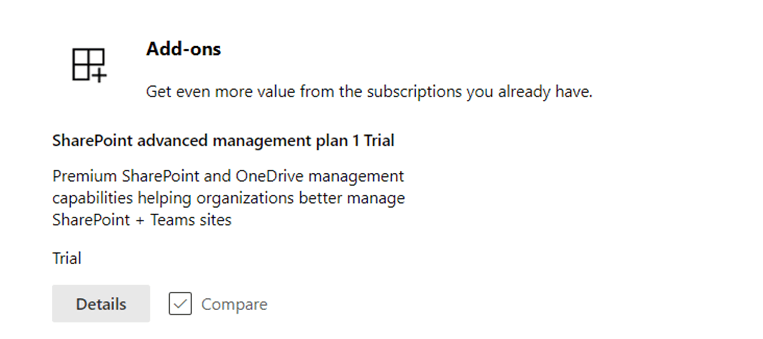 Add-ons
Get even more value from the subscriptions you already have.
SharePoint advanced management plan 1 Trial
Premium SharePoint and OneDrive management
capabilities helping organizations better manage
SharePoint + Teams sites
Trial
Details
Compare